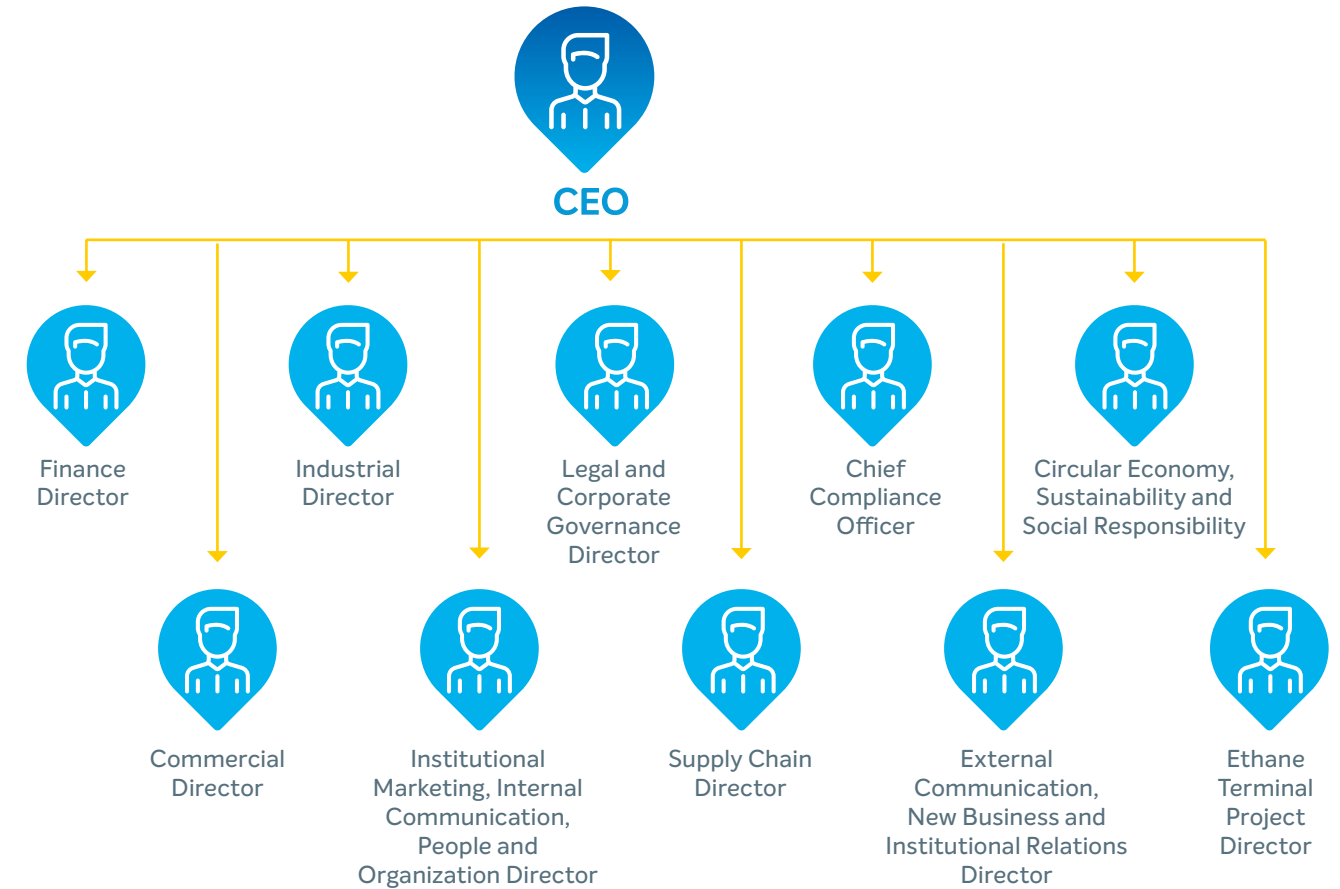 CEO
Finance
Director
Industrial
Director
Legal and
Corporate
Governance
Director
Chief
Compliance
Officer
Circular Economy,
Sustainability and
Social Responsibility
Commercial
Director
Institutional
Marketing, Internal
Communication,
People and
Organization Director
Supply Chain
Director
External
Communication,
New Business and
Institutional Relations
Director
Ethane
Terminal
Project
Director